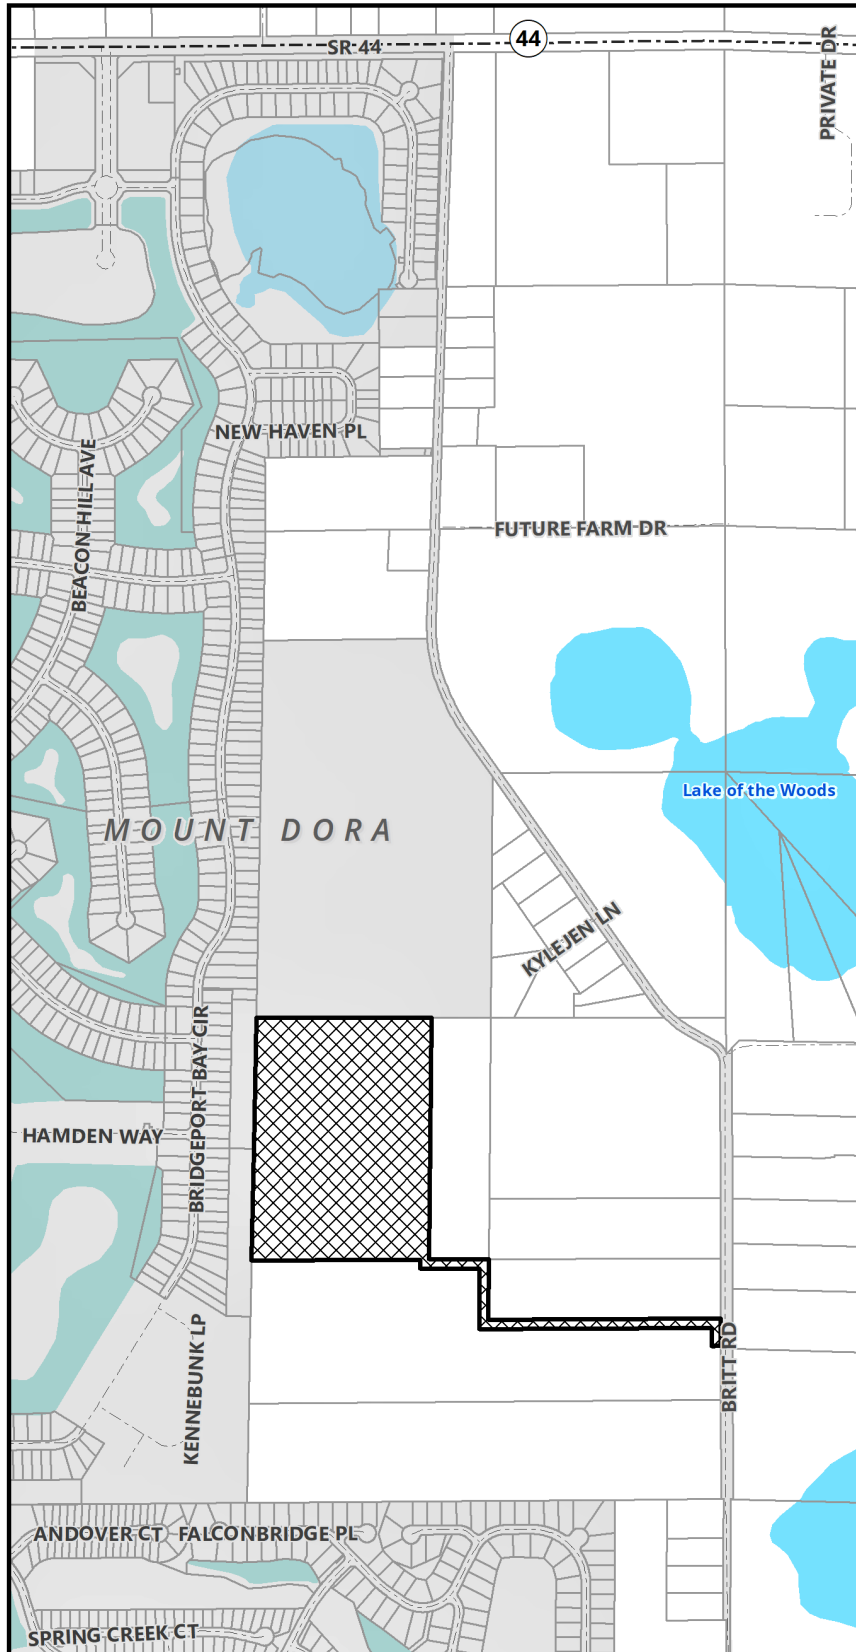 SR 44
44
PRIVATE DR
NEW HAVEN PL
BEACON HILL AVE
FUTURE FARM DR
Lake of the Woods
MOUNT DORA
KYLEJEN LN
BRIDGEPORT BAY CIR
HAMDEN WAY
KENNEBUNK LP
BRITT RD
ANDOVER CT
FALCONBRIDGE PL
SPRING CREEK CT